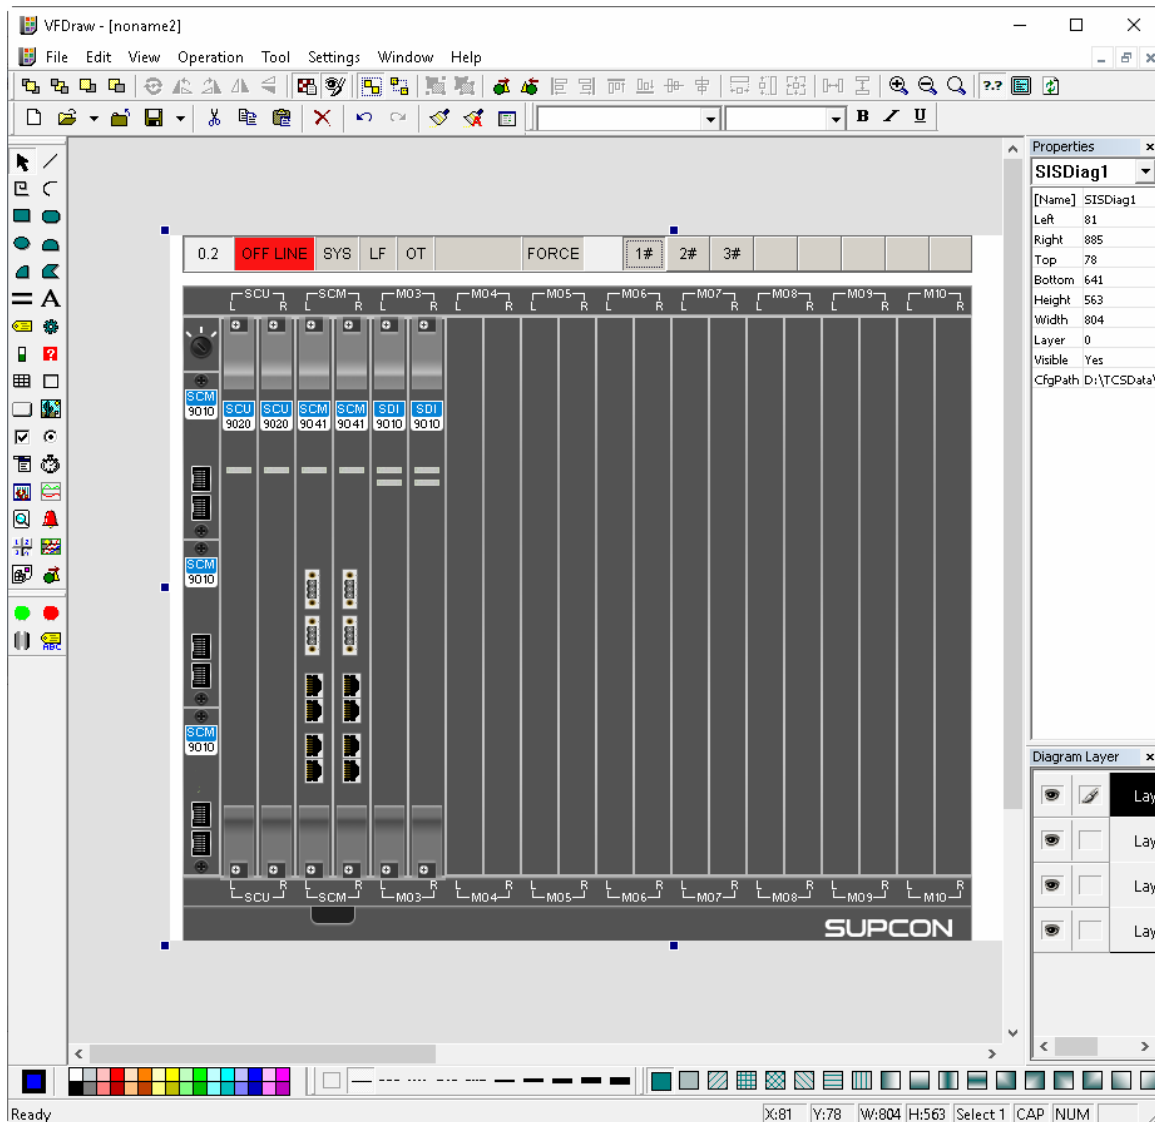 VFDraw - [noname2]
File Edit View Operation Tool Settings Window Help
?.?
B I U
Properties
SISDiag1
[Name] SISDiag1
Left 81
Right 885
Top 78
Bottom 641
Height 563
Width 804
Layer 0
Visible Yes
CfgPath D:\TCSData\
0.2 OFF LINE SYS LF OT FORCE 1# 2# 3#
SCU SCM M03 M04 M05 M06 M07 M08 M09 M10
L R L R L R L R L R L R L R L R L R L R
SCM
9010
SCU SCU SCM SCM SDI SDI
9020 9020 9041 9041 9010 9010
SCM
9010
SCM
9010
L R L R L R L R L R L R L R L R L R L R
SCU SCM M03 M04 M05 M06 M07 M08 M09 M10
SUPCON
A
?
ABC
Diagram Layer
Lay
Lay
Lay
Lay
Ready X:81 Y:78 W:804 H:563 Select 1 CAP NUM